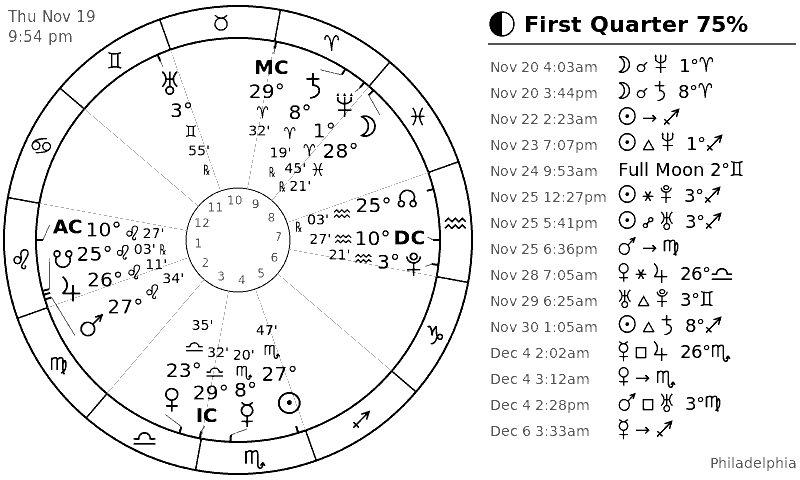 Thu Nov 19
9:54 pm
First Quarter 75%
Nov 20 4:03am ☽ ☌ ♆ 1°♈
Nov 20 3:44pm ☽ ☌ ♄ 8°♈
Nov 22 2:23am ☉ → ♐
Nov 23 7:07pm ☉ △ ♆ 1°♐
Nov 24 9:53am Full Moon 2°♊
Nov 25 12:27pm ☉ ⚹ ⯓ 3°♐
Nov 25 5:41pm ☉ ☍ ♅ 3°♐
Nov 25 6:36pm ♂ → ♍
Nov 28 7:05am ♀ ⚹ ♃ 26°♎
Nov 29 6:25am ♅ △ ⯓ 3°♊
Nov 30 1:05am ☉ △ ♄ 8°♐
Dec 4 2:02am ☿ □ ♃ 26°♏
Dec 4 3:12am ♀ → ♏
Dec 4 2:28pm ♂ □ ♅ 3°♍
Dec 6 3:33am ☿ → ♐
Philadelphia
♈
♉
♊
♋
♌
♍
♎
♏
♐
♑
♒
♓
MC 29° ♈ 32'
♄ 8° ♈ 19' ℞
♆ 1° ♈ 45' ℞
☽ 28° ♓ 21'
♅ 3° ♊ 55' ℞
AC 10° ♌ 27'
☋ 25° ♌ 03' ℞
♃ 26° ♌ 11'
♂ 27° ♌ 34'
♀ 23° ♎ 35'
IC 29° ♎ 32'
☿ 8° ♏ 20'
☉ 27° ♏ 47'
☊ 25° ♒ 03' ℞
DC 10° ♒ 27'
⯓ 3° ♒ 21'
1
2
3
4
5
6
7
8
9
10
11
12